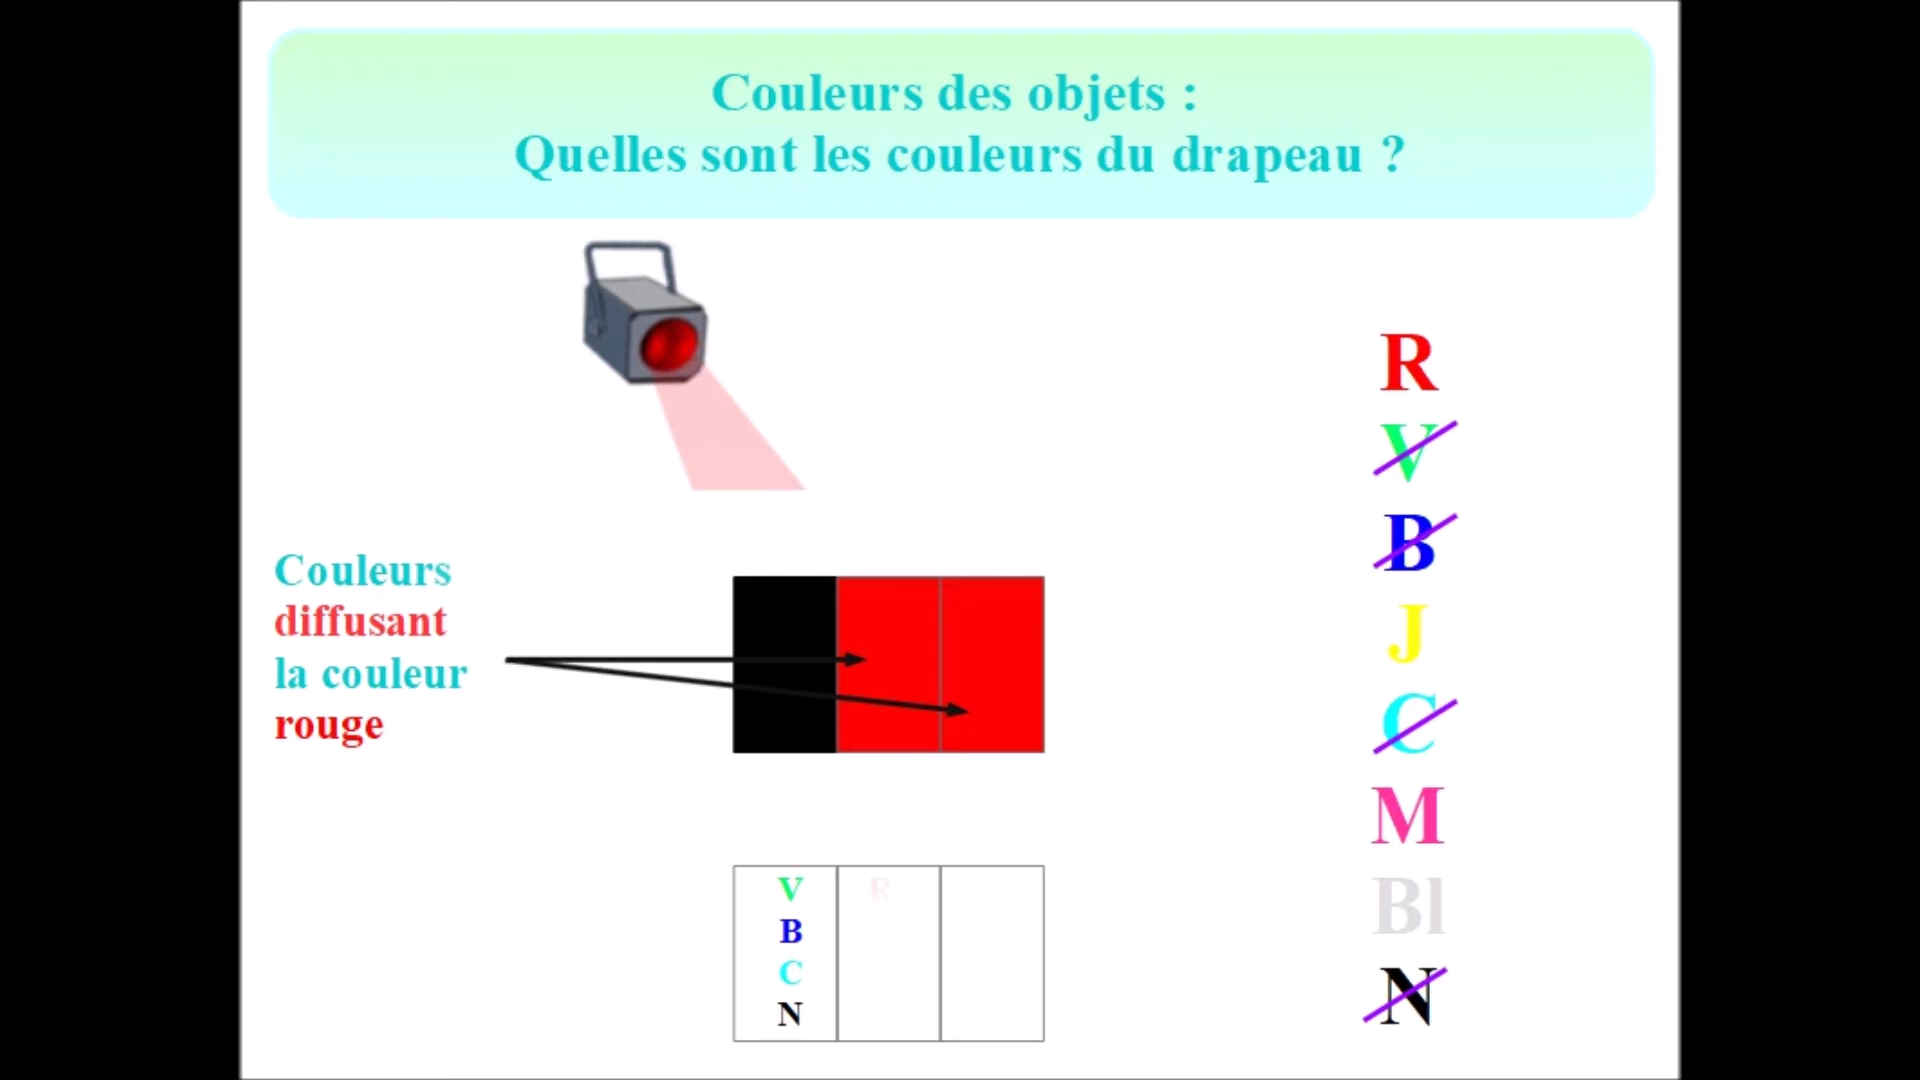 Couleurs des objets :
Quelles sont les couleurs du drapeau ?
R
V
B
J
C
M
Bl
N
Couleurs
diffusant
la couleur
rouge
V
B
C
N
R